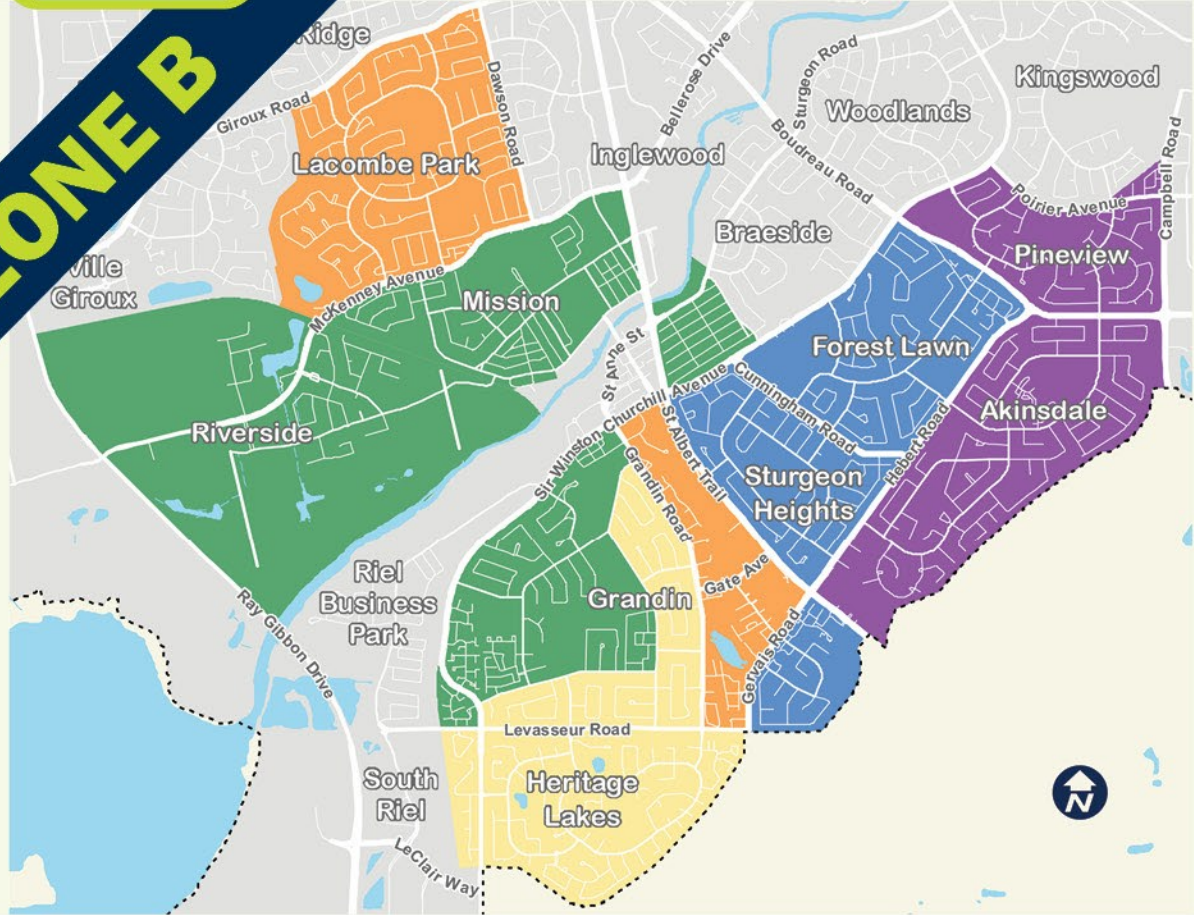 ZONE B
Ridge
Giroux Road
Lacombe Park
Dawson Road
Bellerose Drive
Inglewood
Sturgeon Road
Woodlands
Kingswood
Boudreau Road
Campbell Road
Poirier Avenue
Braeside
Pineview
ville
Giroux
McKenney Avenue
Mission
St Anne St
Forest Lawn
Sir Winston Churchill Avenue
Cunningham Road
Akinsdale
Riverside
St Albert Trail
Hebert Road
Grandin Road
Sturgeon
Heights
Riel
Business
Park
Gate Ave
Grandin
Ray Gibbon Drive
Gervais Road
Levasseur Road
South
Riel
Heritage
Lakes
LeClair Way
N